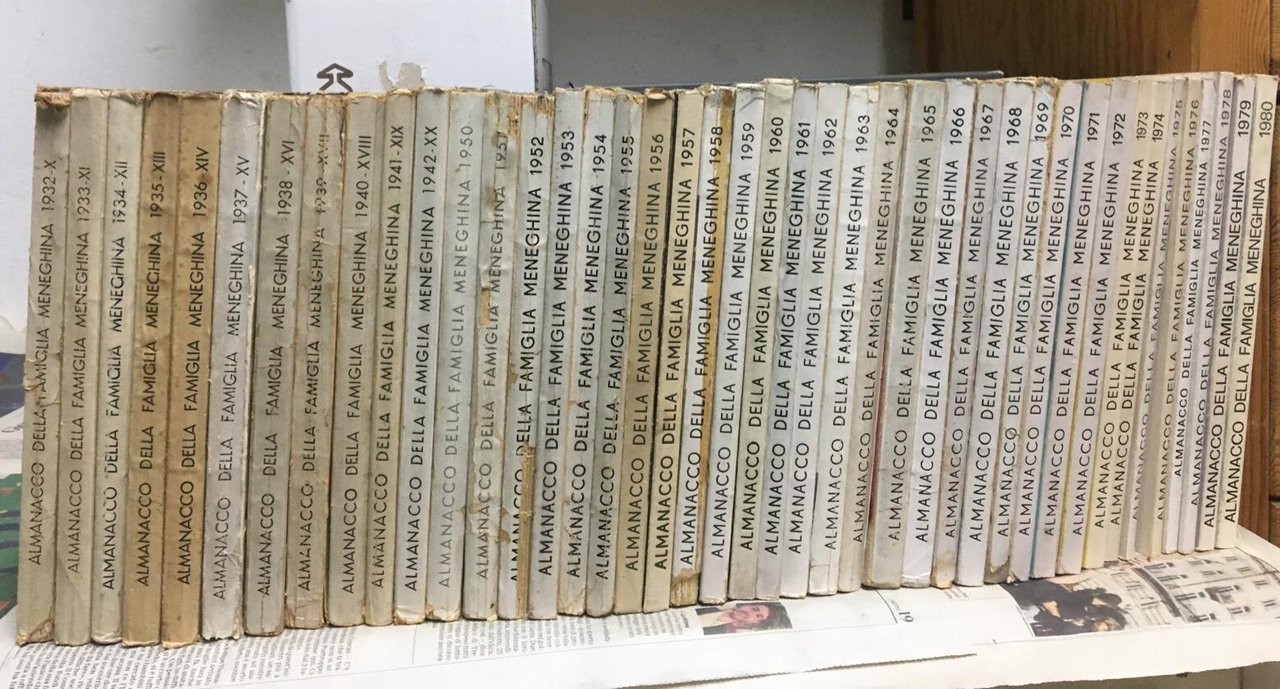 ALMANACCO DELLA FAMIGLIA MENEGHINA 1932-X
ALMANACCO DELLA FAMIGLIA MENEGHINA 1933-XI
ALMANACCO DELLA FAMIGLIA MENEGHINA 1934-XII
ALMANACCO DELLA FAMIGLIA MENEGHINA 1935-XIII
ALMANACCO DELLA FAMIGLIA MENEGHINA 1936-XIV
ALMANACCO DELLA FAMIGLIA MENEGHINA 1937-XV
ALMANACCO DELLA FAMIGLIA MENEGHINA 1938-XVI
ALMANACCO DELLA FAMIGLIA MENEGHINA 1939-XVII
ALMANACCO DELLA FAMIGLIA MENEGHINA 1940-XVIII
ALMANACCO DELLA FAMIGLIA MENEGHINA 1941-XIX
ALMANACCO DELLA FAMIGLIA MENEGHINA 1942-XX
ALMANACCO DELLA FAMIGLIA MENEGHINA 1950
ALMANACCO DELLA FAMIGLIA MENEGHINA 1951
ALMANACCO DELLA FAMIGLIA MENEGHINA 1952
ALMANACCO DELLA FAMIGLIA MENEGHINA 1953
ALMANACCO DELLA FAMIGLIA MENEGHINA 1954
ALMANACCO DELLA FAMIGLIA MENEGHINA 1955
ALMANACCO DELLA FAMIGLIA MENEGHINA 1956
ALMANACCO DELLA FAMIGLIA MENEGHINA 1957
ALMANACCO DELLA FAMIGLIA MENEGHINA 1958
ALMANACCO DELLA FAMIGLIA MENEGHINA 1959
ALMANACCO DELLA FAMIGLIA MENEGHINA 1960
ALMANACCO DELLA FAMIGLIA MENEGHINA 1961
ALMANACCO DELLA FAMIGLIA MENEGHINA 1962
ALMANACCO DELLA FAMIGLIA MENEGHINA 1963
ALMANACCO DELLA FAMIGLIA MENEGHINA 1964
ALMANACCO DELLA FAMIGLIA MENEGHINA 1965
ALMANACCO DELLA FAMIGLIA MENEGHINA 1966
ALMANACCO DELLA FAMIGLIA MENEGHINA 1967
ALMANACCO DELLA FAMIGLIA MENEGHINA 1968
ALMANACCO DELLA FAMIGLIA MENEGHINA 1969
ALMANACCO DELLA FAMIGLIA MENEGHINA 1970
ALMANACCO DELLA FAMIGLIA MENEGHINA 1971
ALMANACCO DELLA FAMIGLIA MENEGHINA 1972
ALMANACCO DELLA FAMIGLIA MENEGHINA 1973
ALMANACCO DELLA FAMIGLIA MENEGHINA 1974
ALMANACCO DELLA FAMIGLIA MENEGHINA 1975
ALMANACCO DELLA FAMIGLIA MENEGHINA 1976
ALMANACCO DELLA FAMIGLIA MENEGHINA 1977
ALMANACCO DELLA FAMIGLIA MENEGHINA 1978
ALMANACCO DELLA FAMIGLIA MENEGHINA 1979
ALMANACCO DELLA FAMIGLIA MENEGHINA 1980
19